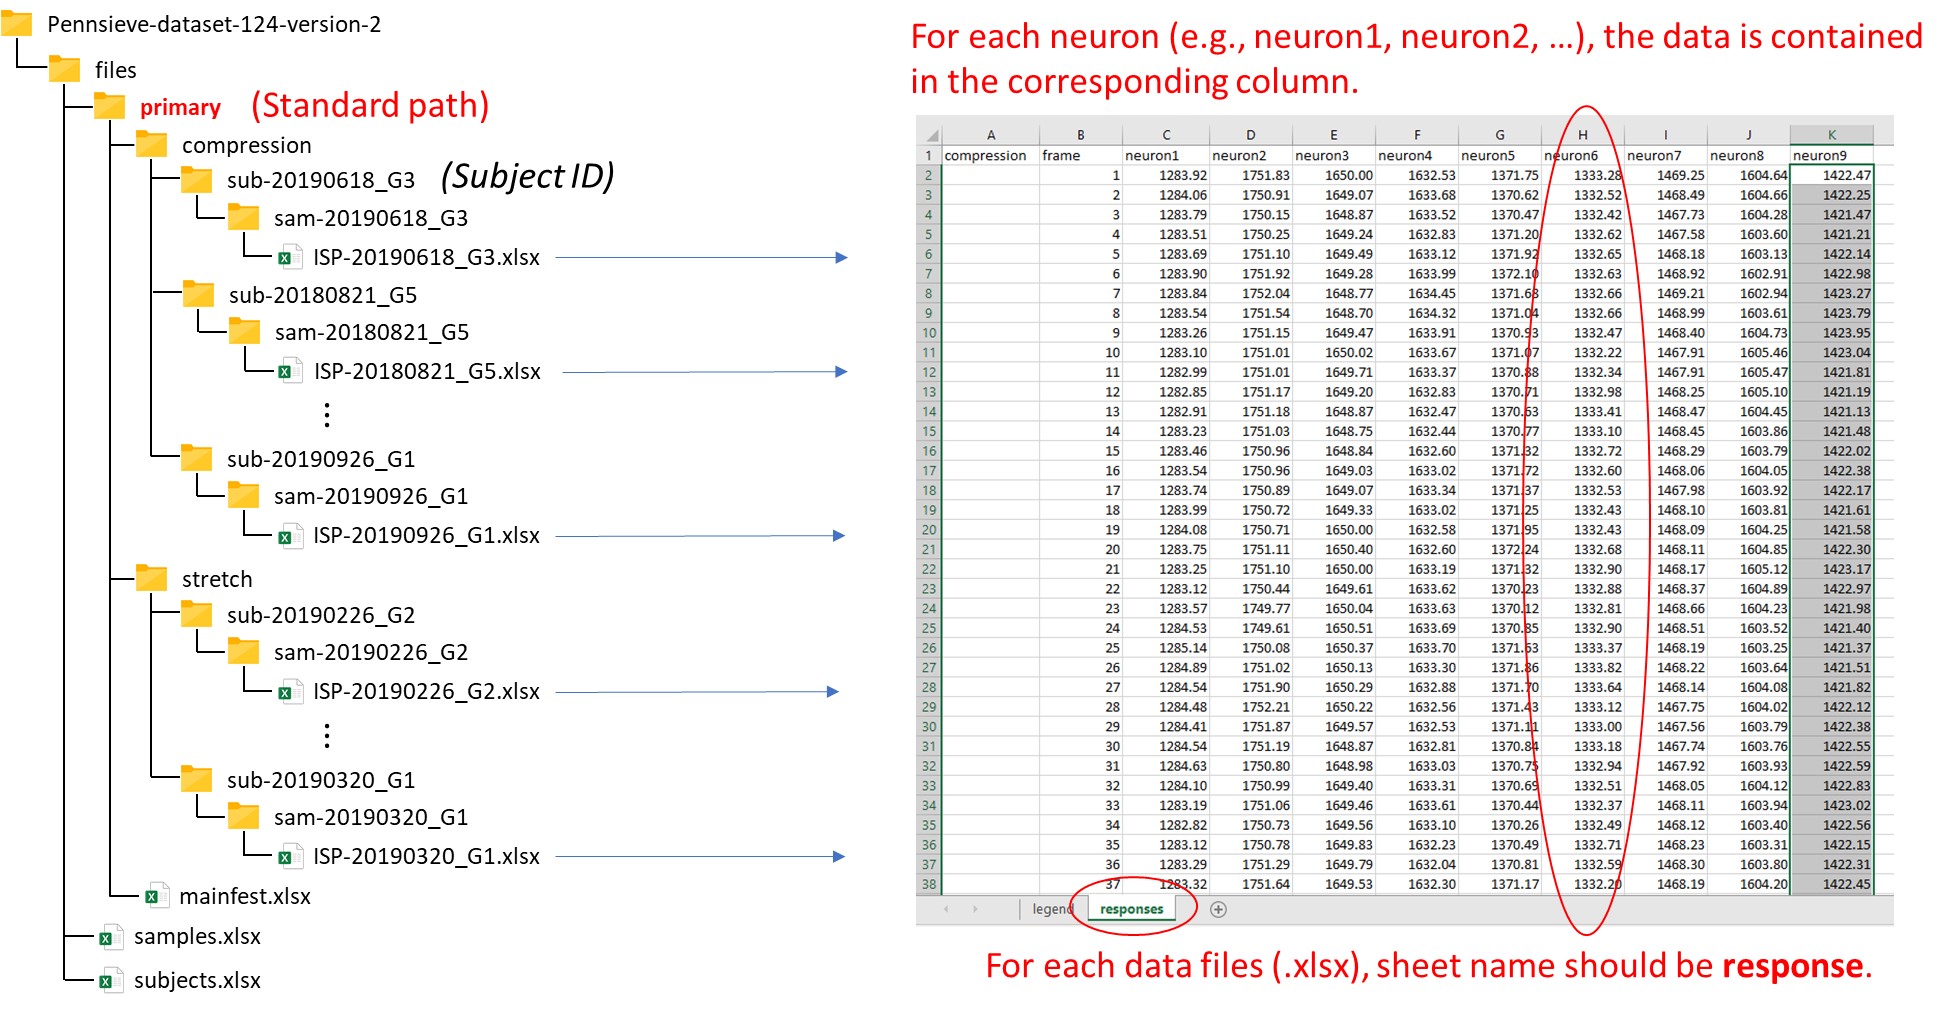 Pennsieve-dataset-124-version-2
files
primary (Standard path)
compression
sub-20190618_G3 (Subject ID)
sam-20190618_G3
ISP-20190618_G3.xlsx
sub-20180821_G5
sam-20180821_G5
ISP-20180821_G5.xlsx
⋮
sub-20190926_G1
sam-20190926_G1
ISP-20190926_G1.xlsx
stretch
sub-20190226_G2
sam-20190226_G2
ISP-20190226_G2.xlsx
⋮
sub-20190320_G1
sam-20190320_G1
ISP-20190320_G1.xlsx
mainfest.xlsx
samples.xlsx
subjects.xlsx
For each neuron (e.g., neuron1, neuron2, …), the data is contained
in the corresponding column.
A B C D E F G H I J K
1 compression frame neuron1 neuron2 neuron3 neuron4 neuron5 neuron6 neuron7 neuron8 neuron9
2 1 1283.92 1751.83 1650.00 1632.53 1371.75 1333.28 1469.25 1604.64 1422.47
3 2 1284.06 1750.91 1649.07 1633.68 1370.62 1332.52 1468.49 1604.66 1422.25
4 3 1283.79 1750.15 1648.87 1633.52 1370.47 1332.42 1467.73 1604.28 1421.47
5 4 1283.51 1750.25 1649.24 1632.83 1371.20 1332.62 1467.58 1603.60 1421.21
6 5 1283.69 1751.10 1649.49 1633.12 1371.92 1332.65 1468.18 1603.13 1422.14
7 6 1283.90 1751.92 1649.28 1633.99 1372.10 1332.63 1468.92 1602.91 1422.98
8 7 1283.84 1752.04 1648.77 1634.45 1371.68 1332.66 1469.21 1602.94 1423.27
9 8 1283.54 1751.54 1648.70 1634.32 1371.04 1332.66 1468.99 1603.61 1423.79
10 9 1283.26 1751.15 1649.47 1633.91 1370.93 1332.47 1468.40 1604.73 1423.95
11 10 1283.10 1751.01 1650.02 1633.67 1371.07 1332.22 1467.91 1605.46 1423.04
12 11 1282.99 1751.01 1649.71 1633.37 1370.88 1332.34 1467.91 1605.47 1421.81
13 12 1282.85 1751.17 1649.20 1632.83 1370.71 1332.98 1468.25 1605.10 1421.19
14 13 1282.91 1751.18 1648.87 1632.47 1370.63 1333.41 1468.47 1604.45 1421.13
15 14 1283.23 1751.03 1648.75 1632.44 1370.77 1333.10 1468.45 1603.86 1421.48
16 15 1283.46 1750.96 1648.84 1632.60 1371.32 1332.72 1468.29 1603.79 1422.02
17 16 1283.54 1750.96 1649.03 1633.02 1371.72 1332.60 1468.06 1604.05 1422.38
18 17 1283.74 1750.89 1649.07 1633.34 1371.37 1332.53 1467.98 1603.92 1422.17
19 18 1283.99 1750.72 1649.33 1633.02 1371.25 1332.43 1468.10 1603.81 1421.61
20 19 1284.08 1750.71 1650.00 1632.58 1371.95 1332.43 1468.09 1604.25 1421.58
21 20 1283.75 1751.11 1650.40 1632.60 1372.24 1332.68 1468.11 1604.85 1422.30
22 21 1283.25 1751.10 1650.00 1633.19 1371.32 1332.90 1468.17 1605.12 1423.17
23 22 1283.12 1750.44 1649.61 1633.62 1370.23 1332.88 1468.37 1604.89 1422.97
24 23 1283.57 1749.77 1650.04 1633.63 1370.12 1332.81 1468.66 1604.23 1421.98
25 24 1284.53 1749.61 1650.51 1633.69 1370.85 1332.90 1468.51 1603.52 1421.40
26 25 1285.14 1750.08 1650.37 1633.70 1371.63 1333.37 1468.19 1603.25 1421.37
27 26 1284.89 1751.02 1650.13 1633.30 1371.86 1333.82 1468.22 1603.64 1421.51
28 27 1284.54 1751.90 1650.29 1632.88 1371.70 1333.64 1468.14 1604.08 1421.82
29 28 1284.48 1752.21 1650.22 1632.56 1371.43 1333.12 1467.75 1604.02 1422.12
30 29 1284.41 1751.87 1649.57 1632.53 1371.11 1333.00 1467.56 1603.79 1422.38
31 30 1284.54 1751.19 1648.87 1632.81 1370.84 1333.18 1467.74 1603.76 1422.55
32 31 1284.63 1750.80 1648.98 1633.03 1370.75 1332.94 1467.92 1603.93 1422.59
33 32 1284.10 1750.99 1649.40 1633.31 1370.69 1332.51 1468.05 1604.12 1422.83
34 33 1283.19 1751.06 1649.46 1633.61 1370.44 1332.37 1468.11 1603.94 1423.02
35 34 1282.82 1750.73 1649.56 1633.10 1370.26 1332.49 1468.12 1603.40 1422.56
36 35 1283.12 1750.78 1649.83 1632.23 1370.49 1332.71 1468.23 1603.31 1422.15
37 36 1283.29 1751.29 1649.79 1632.04 1370.81 1332.59 1468.30 1603.80 1422.31
38 37 1283.32 1751.64 1649.53 1632.30 1371.17 1332.20 1468.19 1604.20 1422.45
legend responses
For each data files (.xlsx), sheet name should be response.